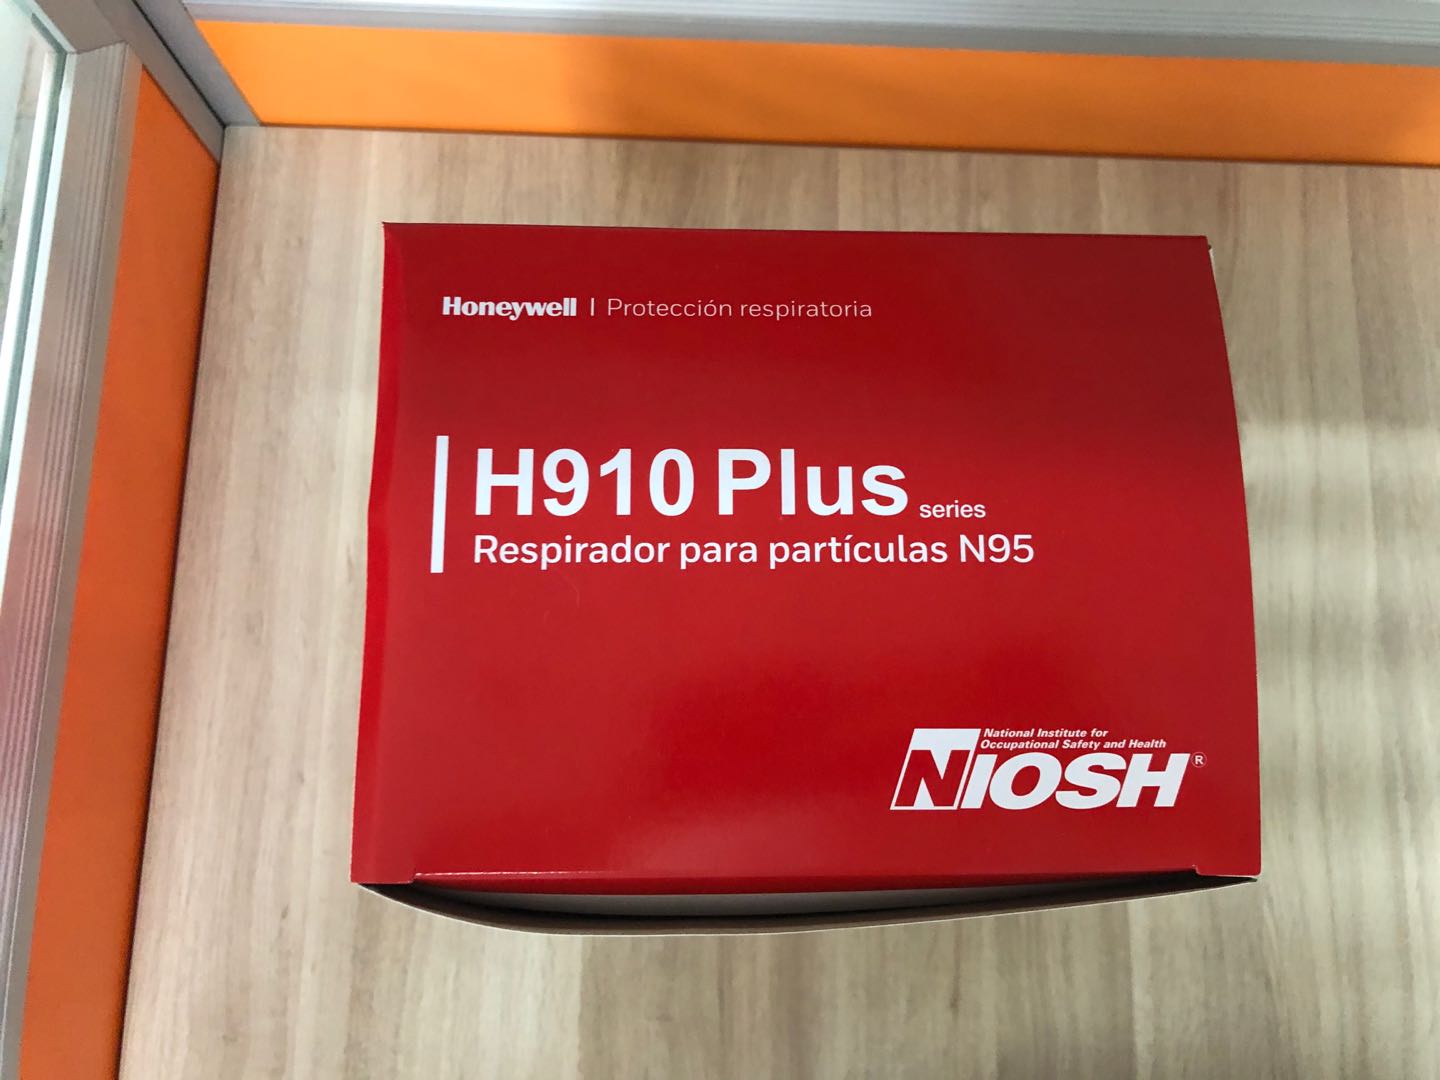 Honeywell | Protección respiratoria
H910 Plus series
Respirador para partículas N95
National Institute for
Occupational Safety and Health
NIOSH®